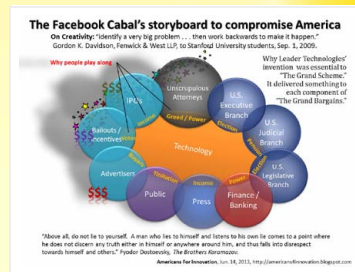 The Facebook Cabal's storyboard to compromise America
On Creativity: "identify a very big problem . . . then work backwards to make it happen."
Gordon K. Davidson, Fenwick & West LLP, to Stanford University students, Sep. 1, 2009.
Why people play along
Why Leader Technologies'
invention was essential to
"The Grand Scheme."
It delivered something to
each component of
"The Grand Bargains."
$$$
IPOs
Unscrupulous
Attorneys
U.S.
Executive
Branch
Income
Greed / Power
Election
$$$
Bailouts /
Incentives
U.S.
Judicial
Branch
Technology
Election
U.S.
Legislative
Branch
$$$
Advertisers
Titillation
Income
Power
Public
Press
Finance /
Banking
"Above all, do not lie to yourself. A man who lies to himself and listens to his own lie comes to a point where
he does not discern any truth either in himself or anywhere around him, and thus falls into disrespect
towards himself and others." Fyodor Dostoevsky, The Brothers Karamazov.
Americans For Innovation, Jun. 14, 2013, http://americans4innovation.blogspot.com